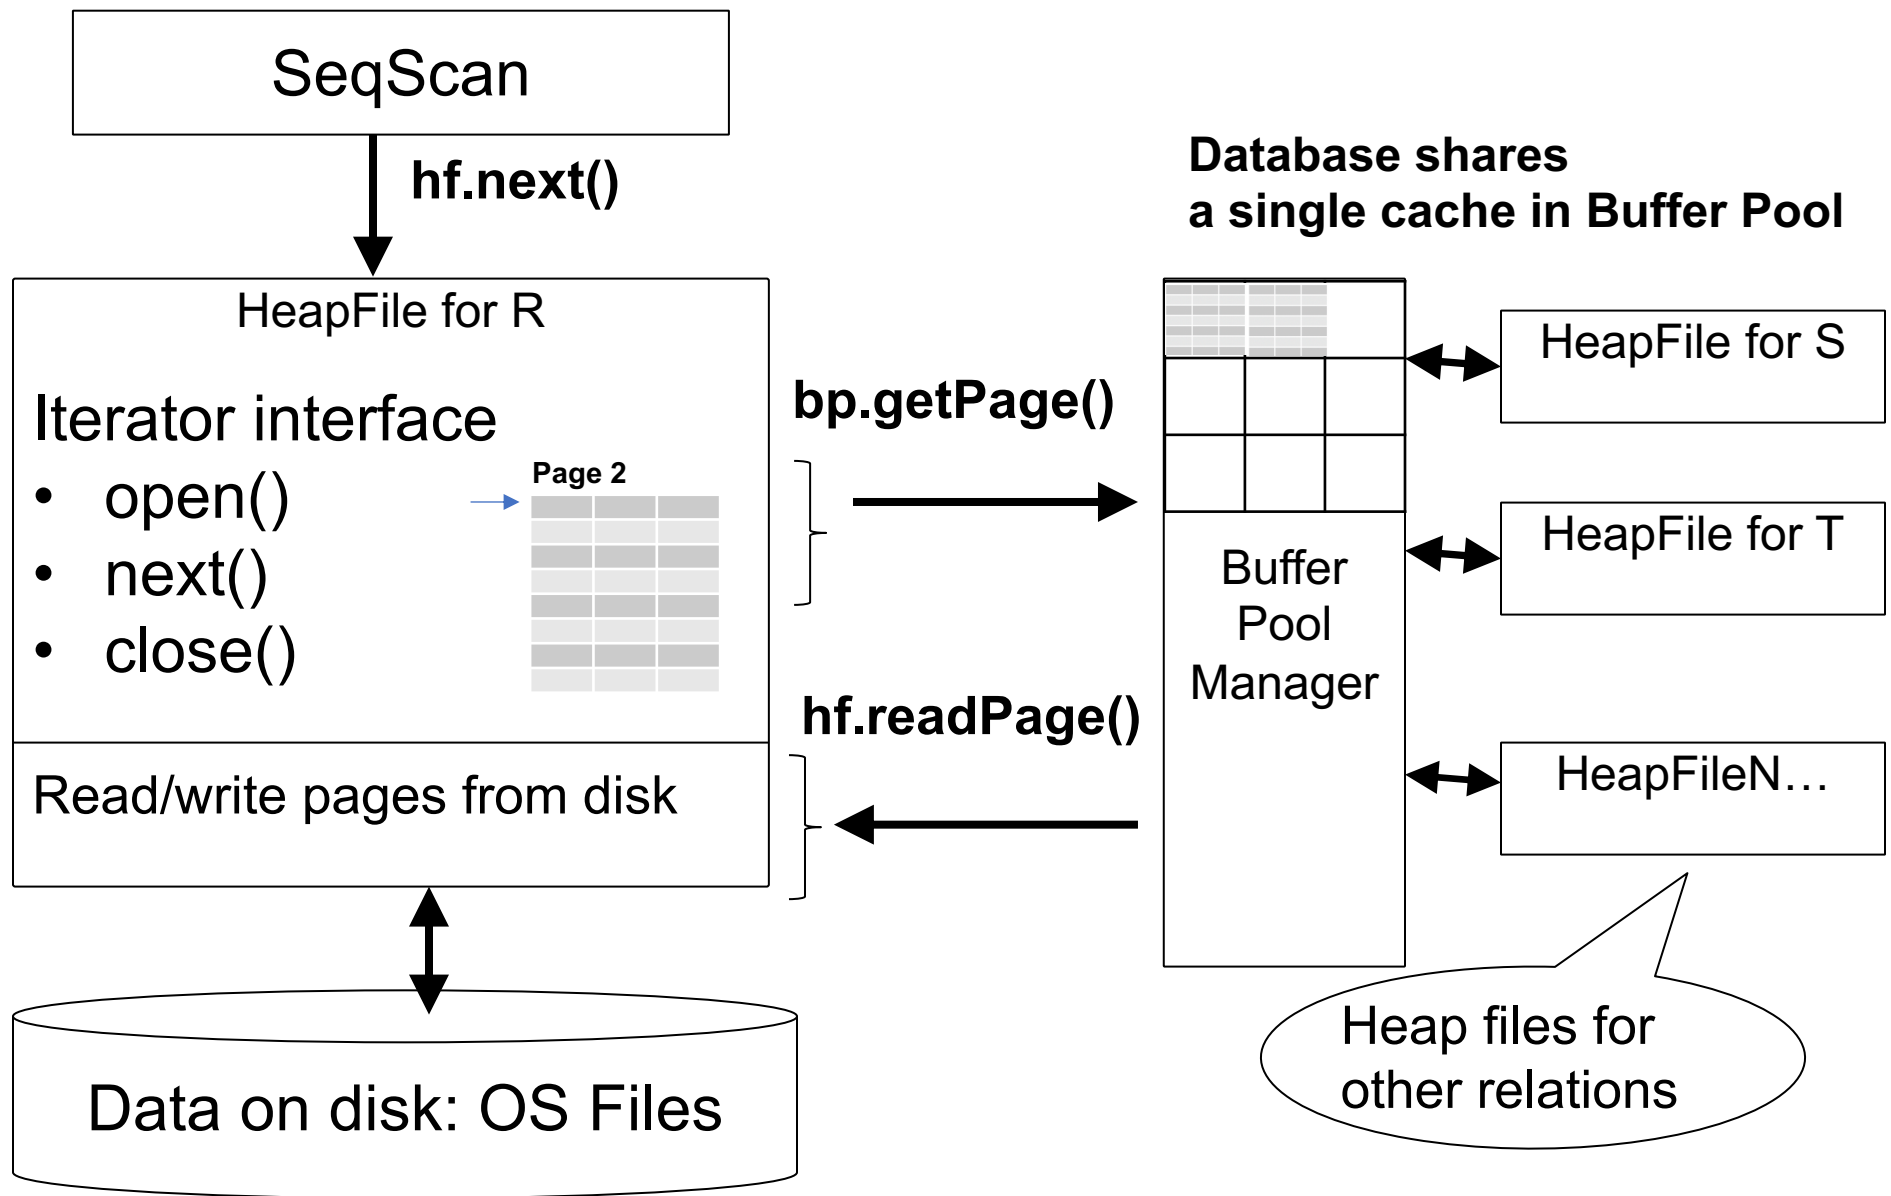 SeqScan
hf.next()
Database shares
a single cache in Buffer Pool
HeapFile for R
Iterator interface
• open()
• next()
• close()
Page 2
bp.getPage()
hf.readPage()
Read/write pages from disk
Data on disk: OS Files
Buffer
Pool
Manager
HeapFile for S
HeapFile for T
HeapFileN…
Heap files for
other relations